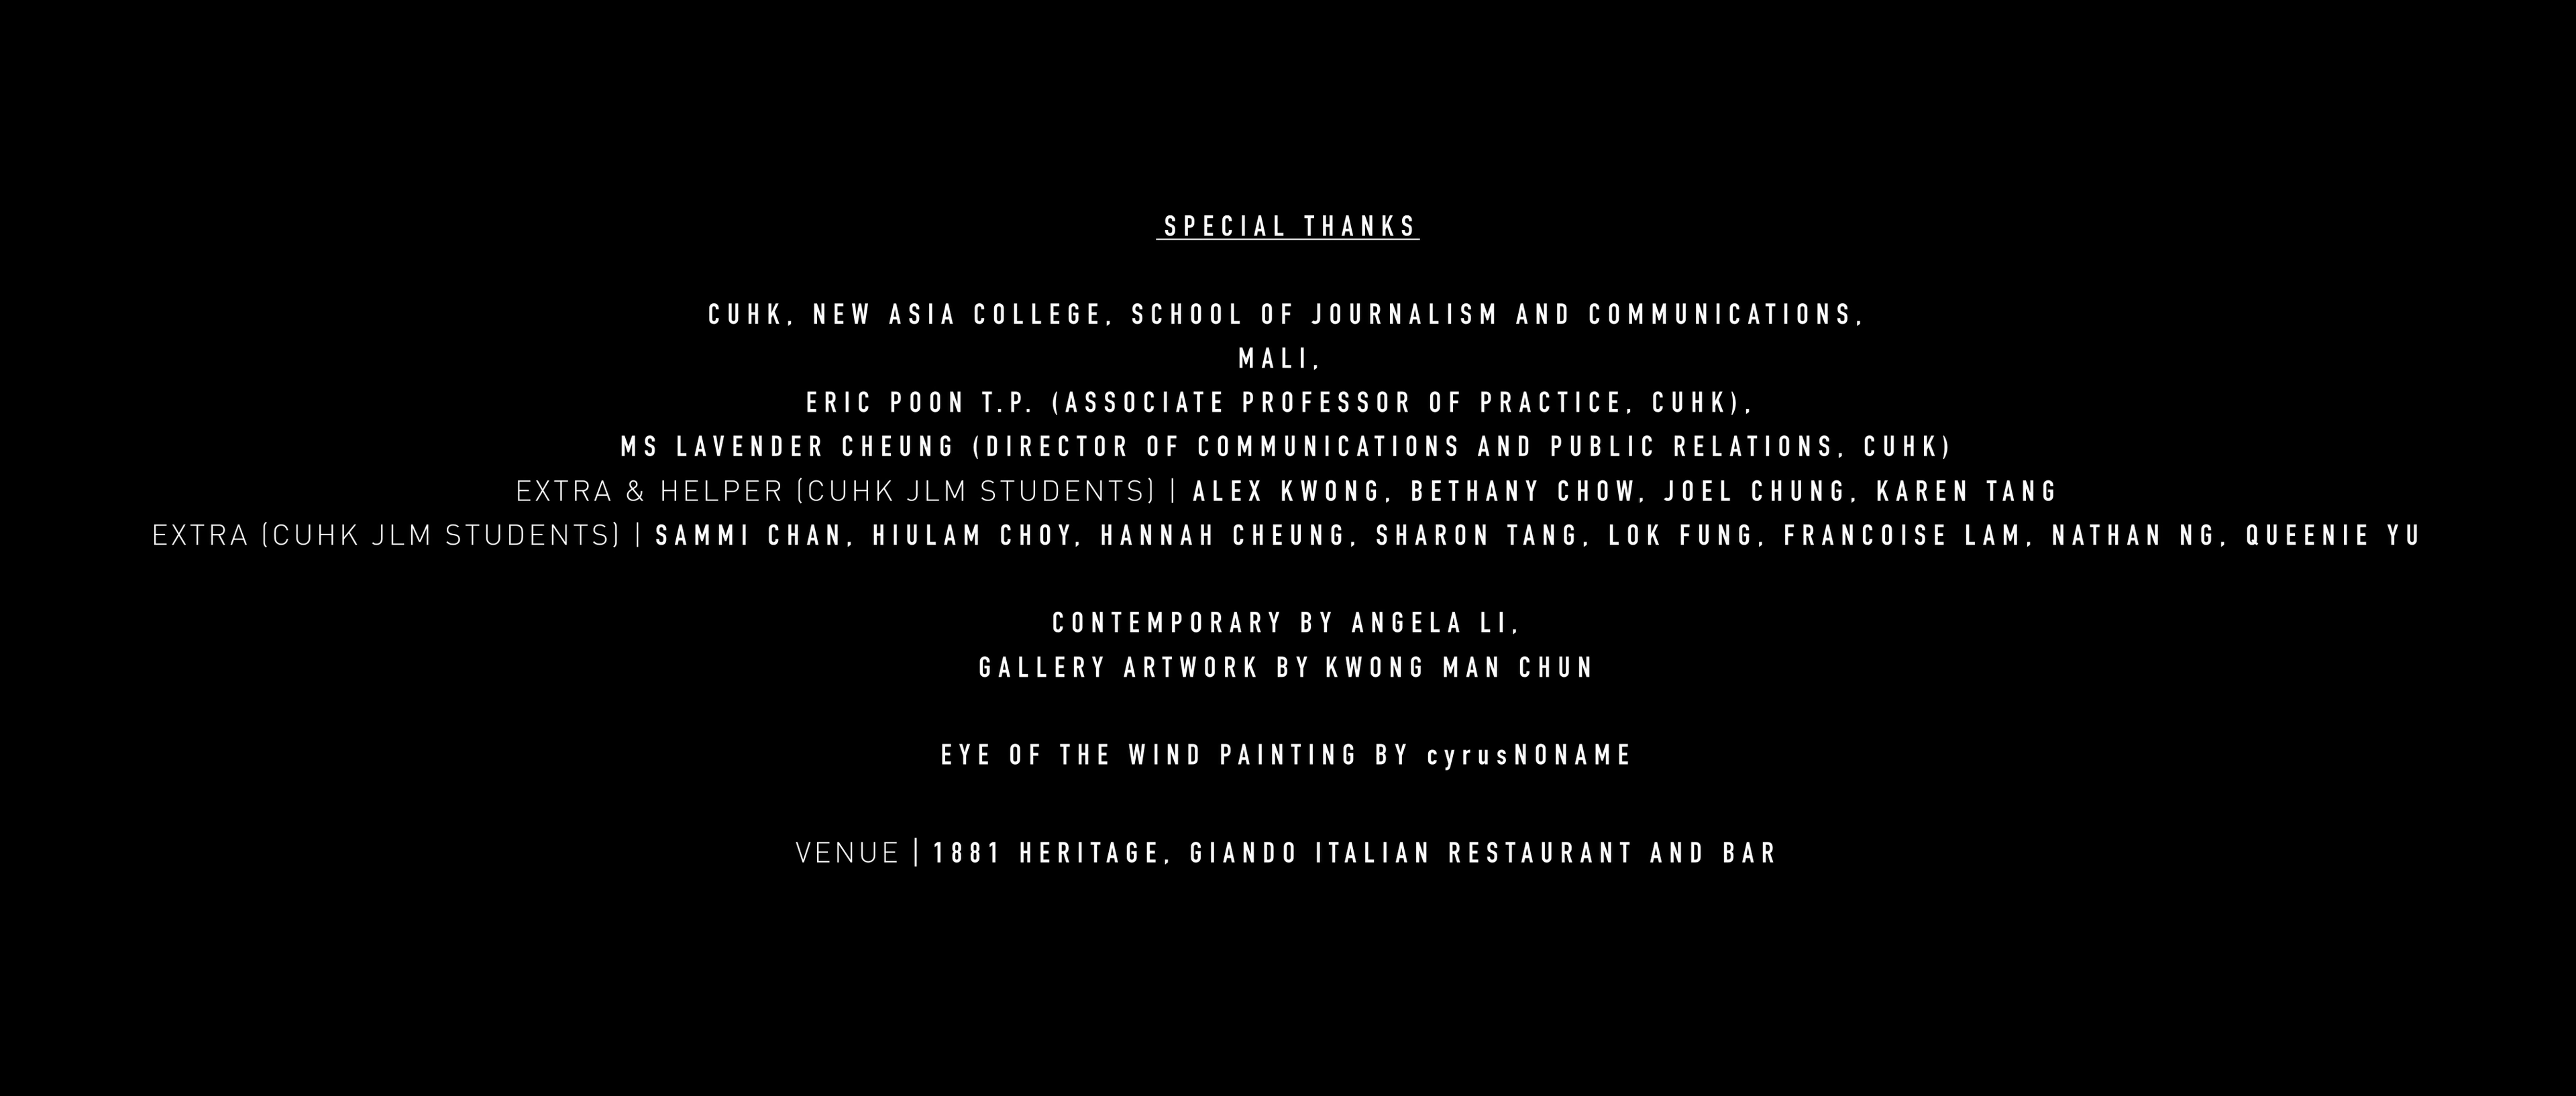 SPECIAL THANKS
CUHK, NEW ASIA COLLEGE, SCHOOL OF JOURNALISM AND COMMUNICATIONS,
MALI,
ERIC POON T.P. (ASSOCIATE PROFESSOR OF PRACTICE, CUHK),
MS LAVENDER CHEUNG (DIRECTOR OF COMMUNICATIONS AND PUBLIC RELATIONS, CUHK)
EXTRA & HELPER (CUHK JLM STUDENTS) | ALEX KWONG, BETHANY CHOW, JOEL CHUNG, KAREN TANG
EXTRA (CUHK JLM STUDENTS) | SAMMI CHAN, HIULAM CHOY, HANNAH CHEUNG, SHARON TANG, LOK FUNG, FRANCOISE LAM, NATHAN NG, QUEENIE YU
CONTEMPORARY BY ANGELA LI,
GALLERY ARTWORK BY KWONG MAN CHUN
EYE OF THE WIND PAINTING BY cyrusNONAME
VENUE | 1881 HERITAGE, GIANDO ITALIAN RESTAURANT AND BAR